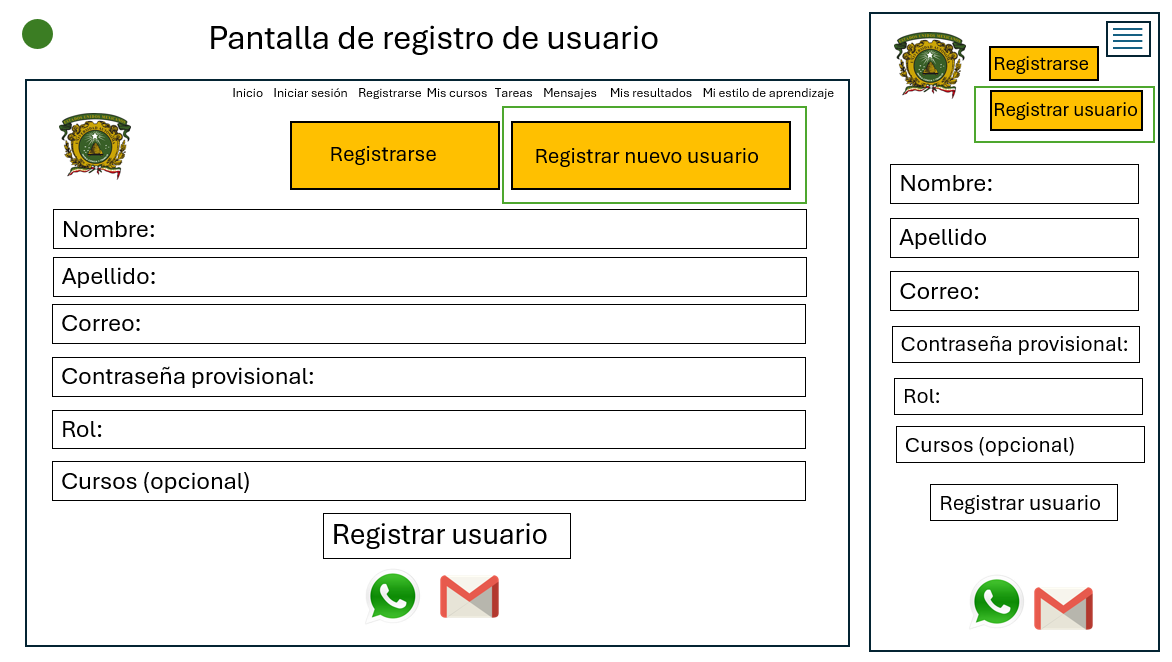 Pantalla de registro de usuario
Inicio Iniciar sesión Registrarse Mis cursos Tareas Mensajes Mis resultados Mi estilo de aprendizaje
Registrarse
Registrar nuevo usuario
Nombre:
Apellido:
Correo:
Contraseña provisional:
Rol:
Cursos (opcional)
Registrar usuario
Registrarse
Registrar usuario
Nombre:
Apellido
Correo:
Contraseña provisional:
Rol:
Cursos (opcional)
Registrar usuario